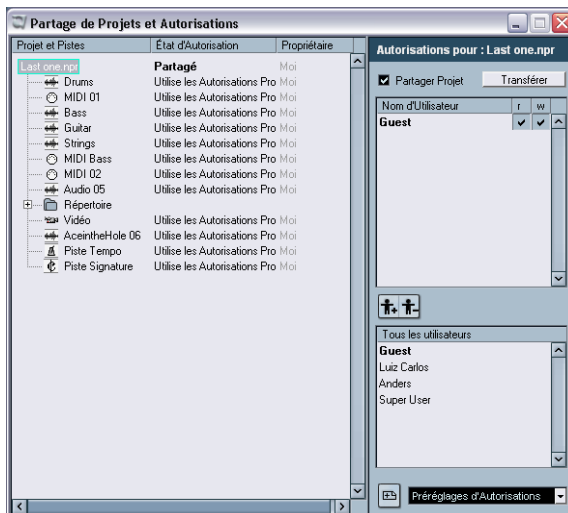 Partage de Projets et Autorisations
Projet et Pistes État d'Autorisation Propriétaire
Last one.npr Partagé Moi
Drums Utilise les Autorisations Pro Moi
MIDI 01 Utilise les Autorisations Pro Moi
Bass Utilise les Autorisations Pro Moi
Guitar Utilise les Autorisations Pro Moi
Strings Utilise les Autorisations Pro Moi
MIDI Bass Utilise les Autorisations Pro Moi
MIDI 02 Utilise les Autorisations Pro Moi
Audio 05 Utilise les Autorisations Pro Moi
Répertoire
Vidéo Utilise les Autorisations Pro Moi
AceintheHole 06 Utilise les Autorisations Pro Moi
Piste Tempo Utilise les Autorisations Pro Moi
Piste Signature Utilise les Autorisations Pro Moi
Autorisations pour : Last one.npr
Partager Projet Transférer
Nom d'Utilisateur r w
Guest
Tous les utilisateurs
Guest
Luiz Carlos
Anders
Super User
Préréglages d'Autorisations